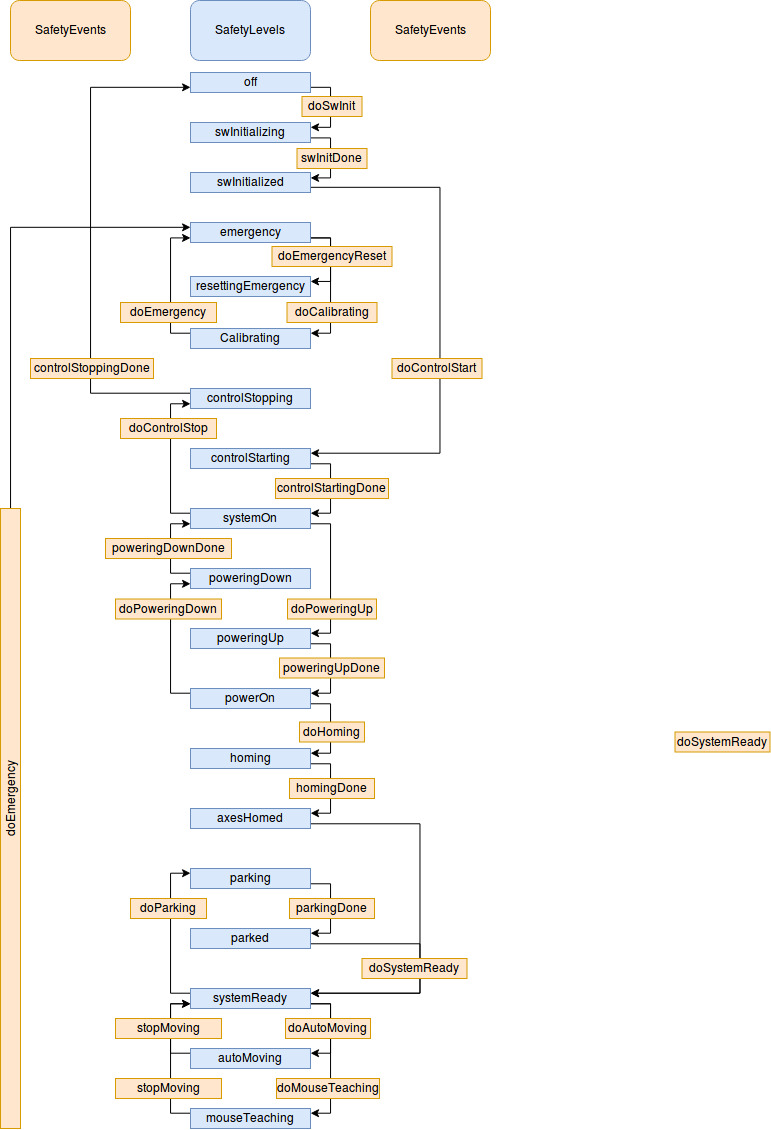 SafetyEvents
SafetyLevels
SafetyEvents
off
doSwInit
swInitializing
swInitDone
swInitialized
emergency
doEmergencyReset
resettingEmergency
doEmergency
doCalibrating
Calibrating
controlStoppingDone
doControlStart
controlStopping
doControlStop
controlStarting
controlStartingDone
systemOn
poweringDownDone
poweringDown
doPoweringDown
doPoweringUp
poweringUp
poweringUpDone
powerOn
doHoming
doSystemReady
homing
homingDone
doEmergency
axesHomed
parking
doParking
parkingDone
parked
doSystemReady
systemReady
stopMoving
doAutoMoving
autoMoving
stopMoving
doMouseTeaching
mouseTeaching